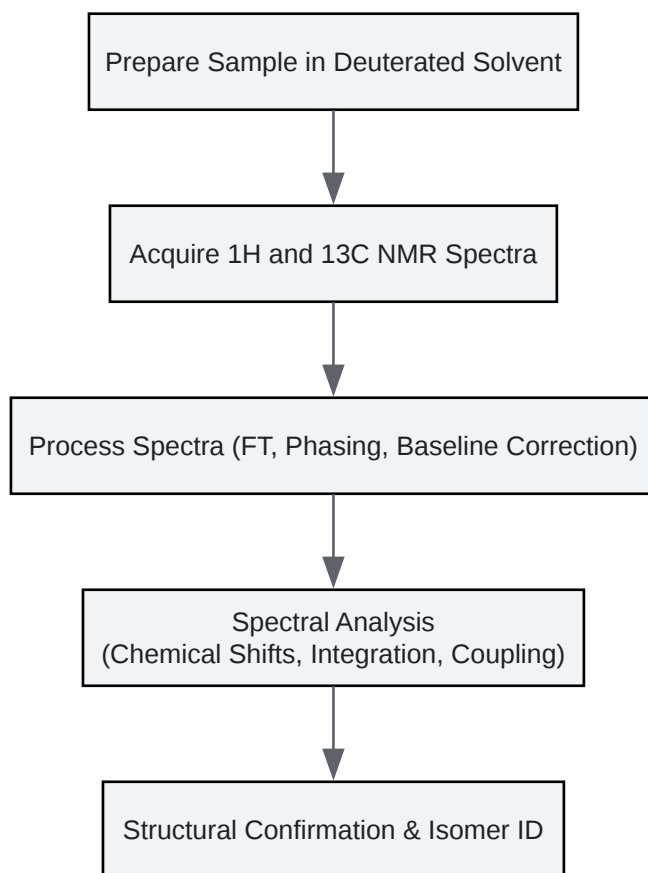 Prepare Sample in Deuterated Solvent
Acquire 1H and 13C NMR Spectra
Process Spectra (FT, Phasing, Baseline Correction)
Spectral Analysis
(Chemical Shifts, Integration, Coupling)
Structural Confirmation & Isomer ID